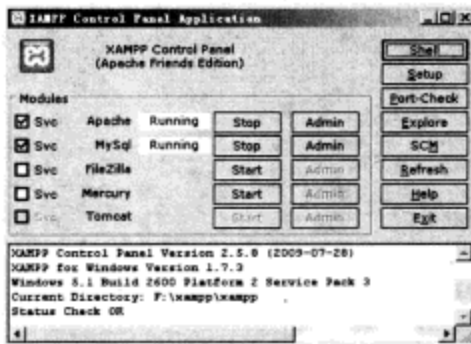 XAMPP Control Panel Application
XAMPP Control Panel
(Apache Friends Edition)
Shell
Setup
Port-Check
Explore
SCM
Refresh
Help
Exit
Modules
Svc Apache Running Stop Admin
Svc MySql Running Stop Admin
Svc FileZilla Start Admin
Svc Mercury Start Admin
Svc Tomcat Start Admin
XAMPP Control Panel Version 2.5.8 (2009-07-28)
XAMPP for Windows Version 1.7.3
Windows 5.1 Build 2600 Platform 2 Service Pack 3
Current Directory: F:\xampp\xampp
Status Check OK